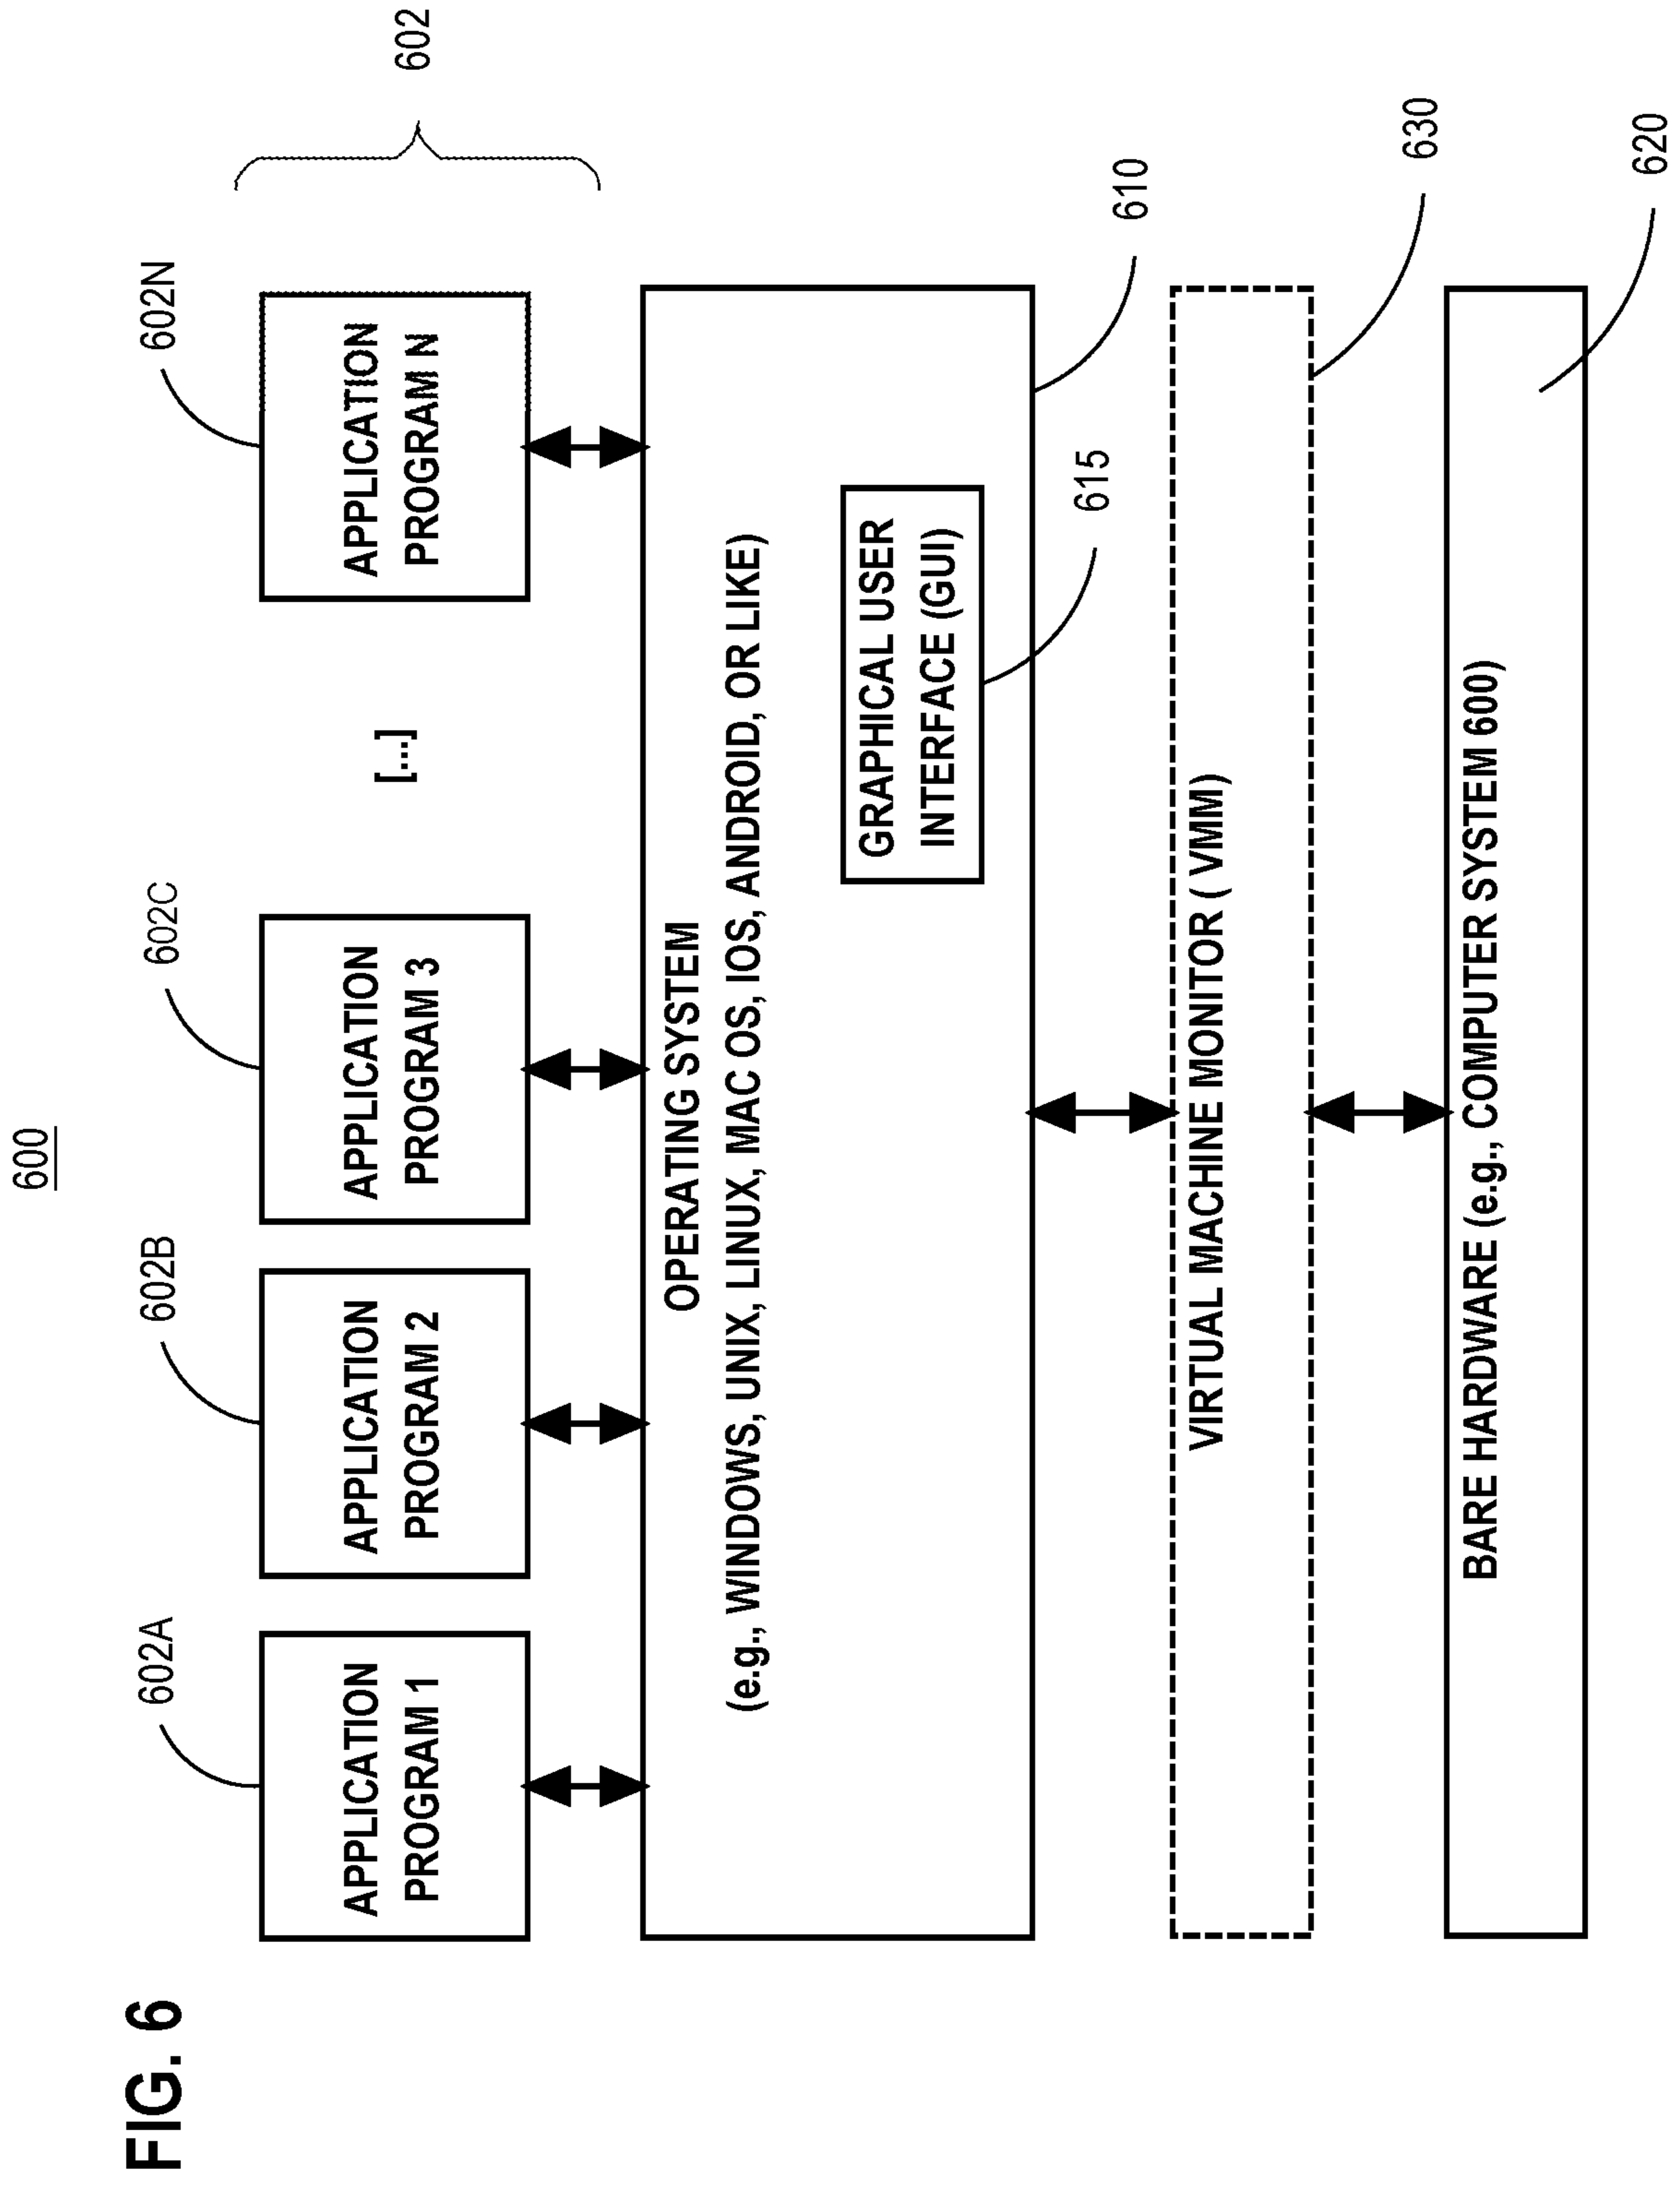 FIG. 6
600
602A
602B
602C
602N
602
APPLICATION
PROGRAM 1
APPLICATION
PROGRAM 2
APPLICATION
PROGRAM 3
[...]
APPLICATION
PROGRAM N
OPERATING SYSTEM
(e.g., WINDOWS, UNIX, LINUX, MAC OS, IOS, ANDROID, OR LIKE)
GRAPHICAL USER
INTERFACE (GUI)
615
610
VIRTUAL MACHINE MONITOR ( VMM)
630
BARE HARDWARE (e.g., COMPUTER SYSTEM 600)
620